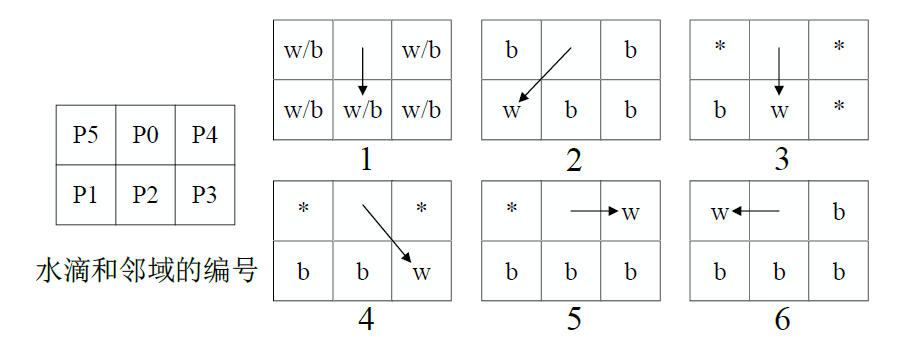 w/b w/b
w/b w/b w/b
1
b b
w b b
2
* *
b w *
3
P5 P0 P4
P1 P2 P3
水滴和邻域的编号
* *
b b w
4
* w
b b b
5
w b
b b b
6